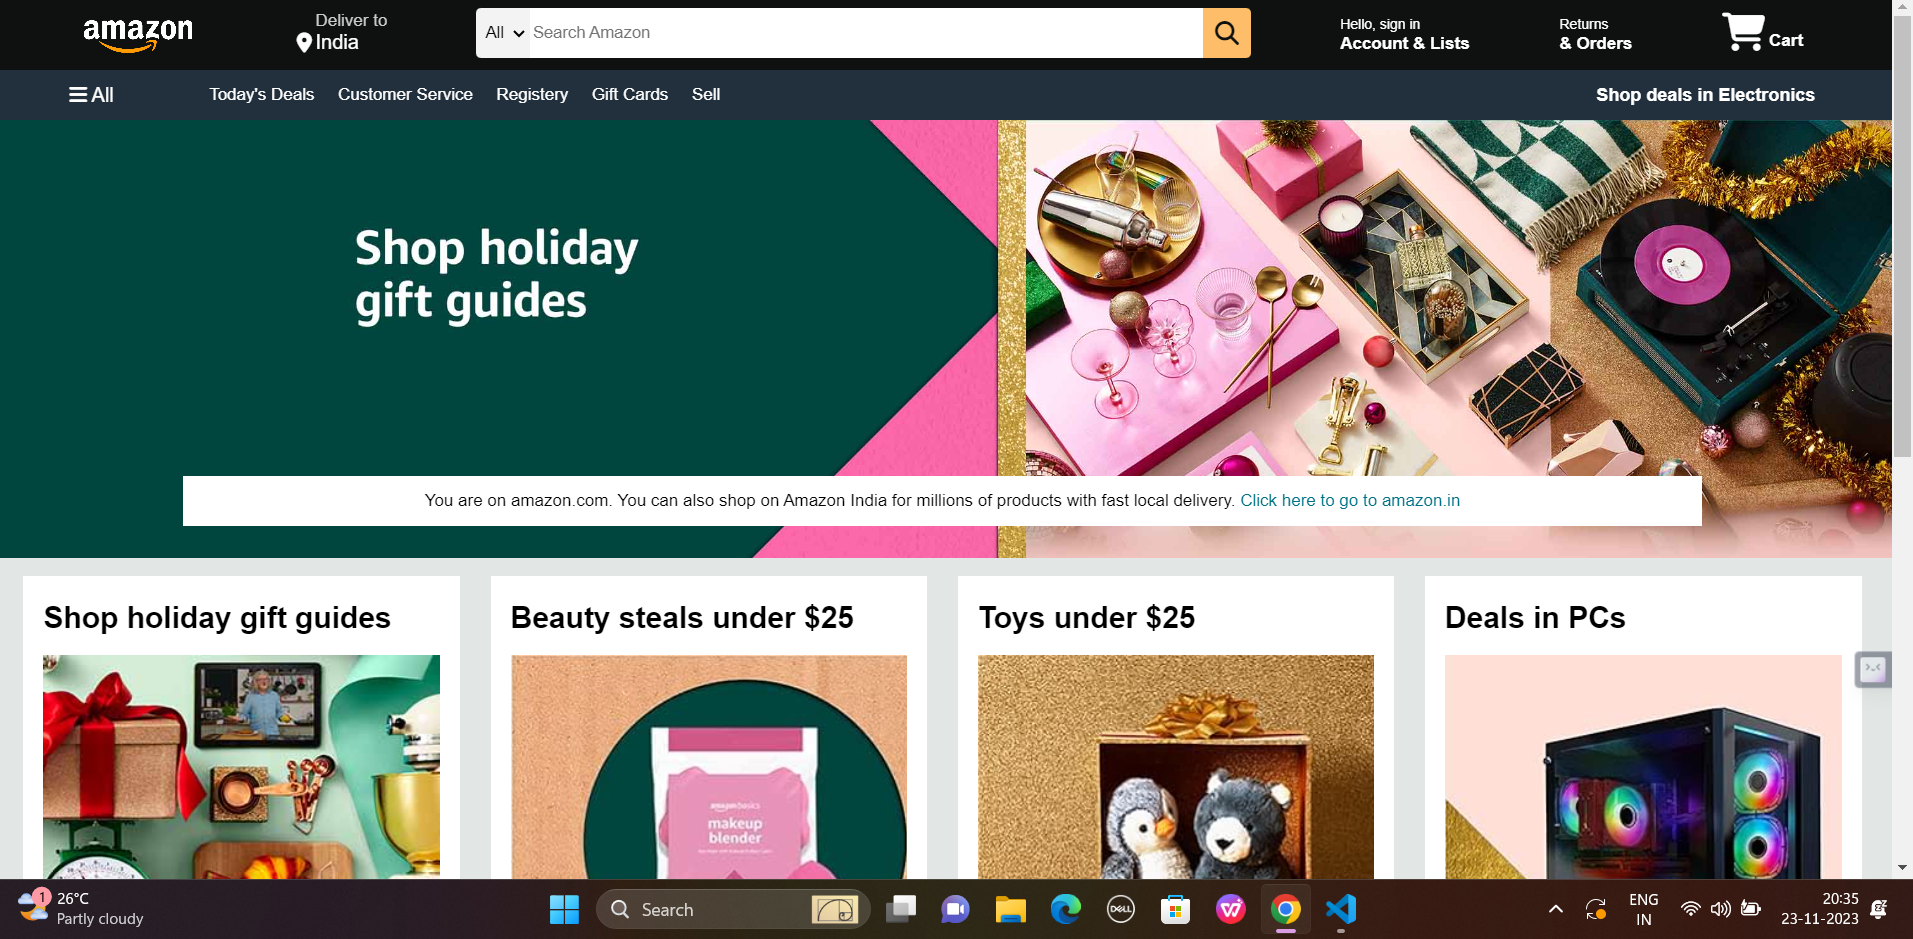 amazon
Deliver to
India
All
Search Amazon
Hello, sign in
Account & Lists
Returns
& Orders
Cart
All
Today's Deals
Customer Service
Registery
Gift Cards
Sell
Shop deals in Electronics
Shop holiday
gift guides
You are on amazon.com. You can also shop on Amazon India for millions of products with fast local delivery. Click here to go to amazon.in
Shop holiday gift guides
Beauty steals under $25
Toys under $25
Deals in PCs
amazonbasics
makeup
blender
1
26°C
Partly cloudy
Search
DELL
ENG
IN
20:35
23-11-2023